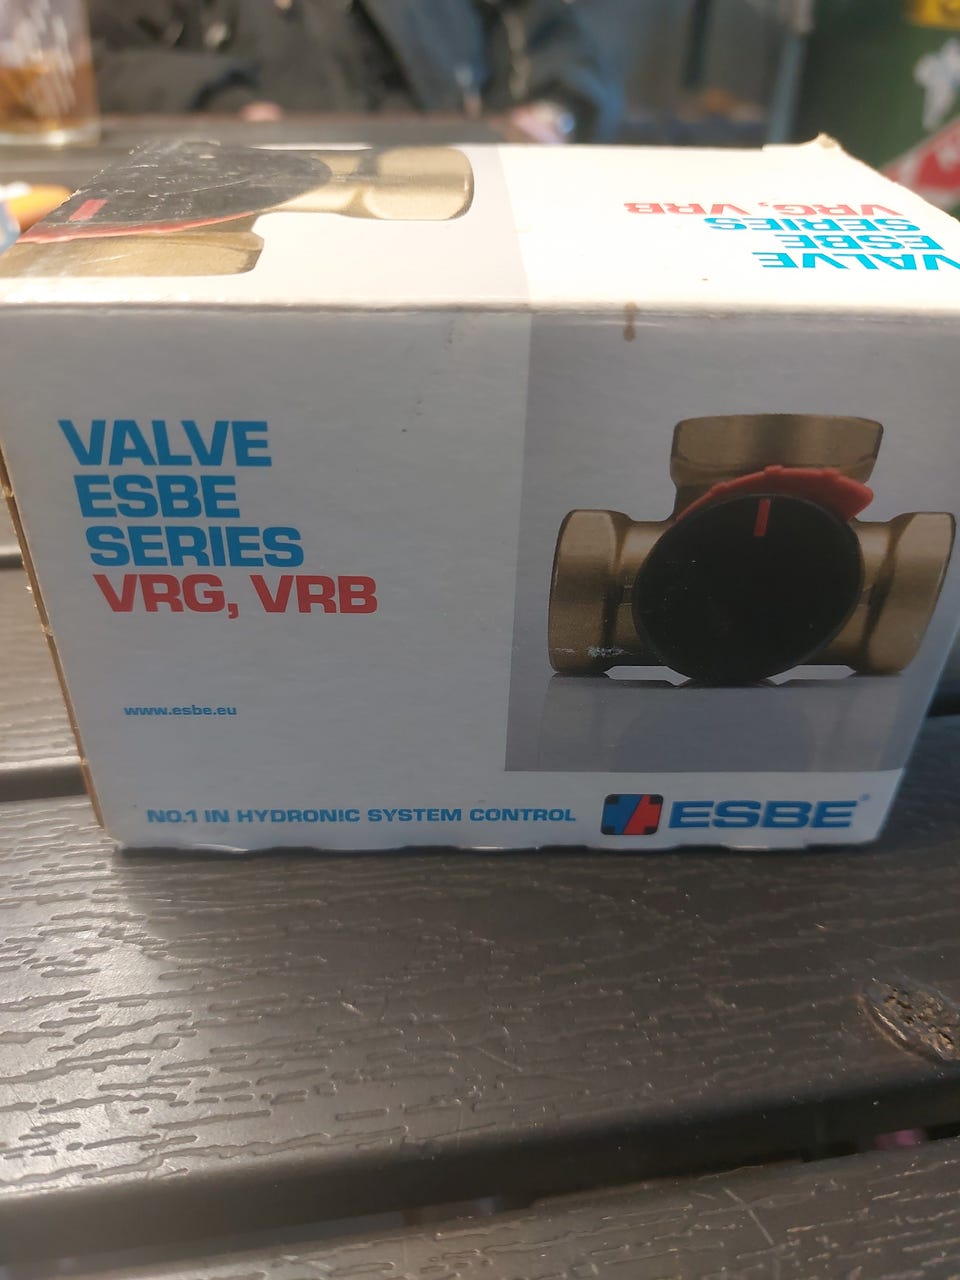 VRG, VRB
SERIES
ESBE
VALVE
VALVE
ESBE
SERIES
VRG, VRB
www.esbe.eu
NO.1 IN HYDRONIC SYSTEM CONTROL
ESBE®